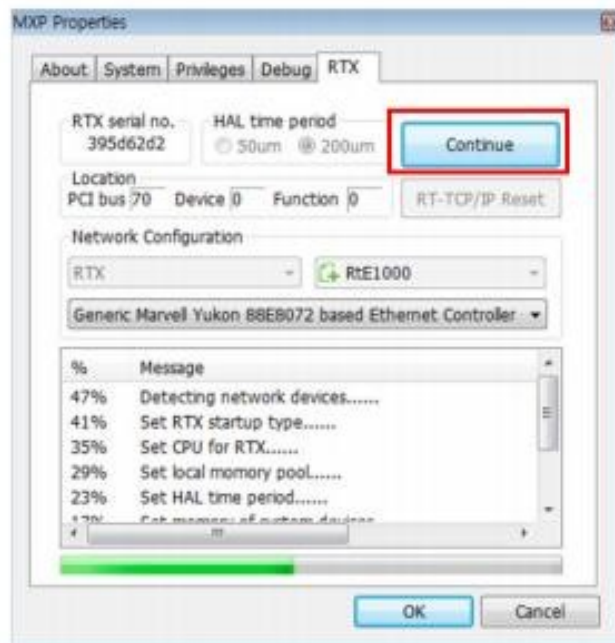 MXP Properties
About System Privileges Debug RTX
RTX serial no. HAL time period
395d62d2 50um 200um Continue
Location
PCI bus 70 Device 0 Function 0 RT-TCP/IP Reset
Network Configuration
RTX RtE1000
Generic Marvell Yukon 88E8072 based Ethernet Controller
% Message
47% Detecting network devices......
41% Set RTX startup type......
35% Set CPU for RTX......
29% Set local momory pool......
23% Set HAL time period......
OK Cancel